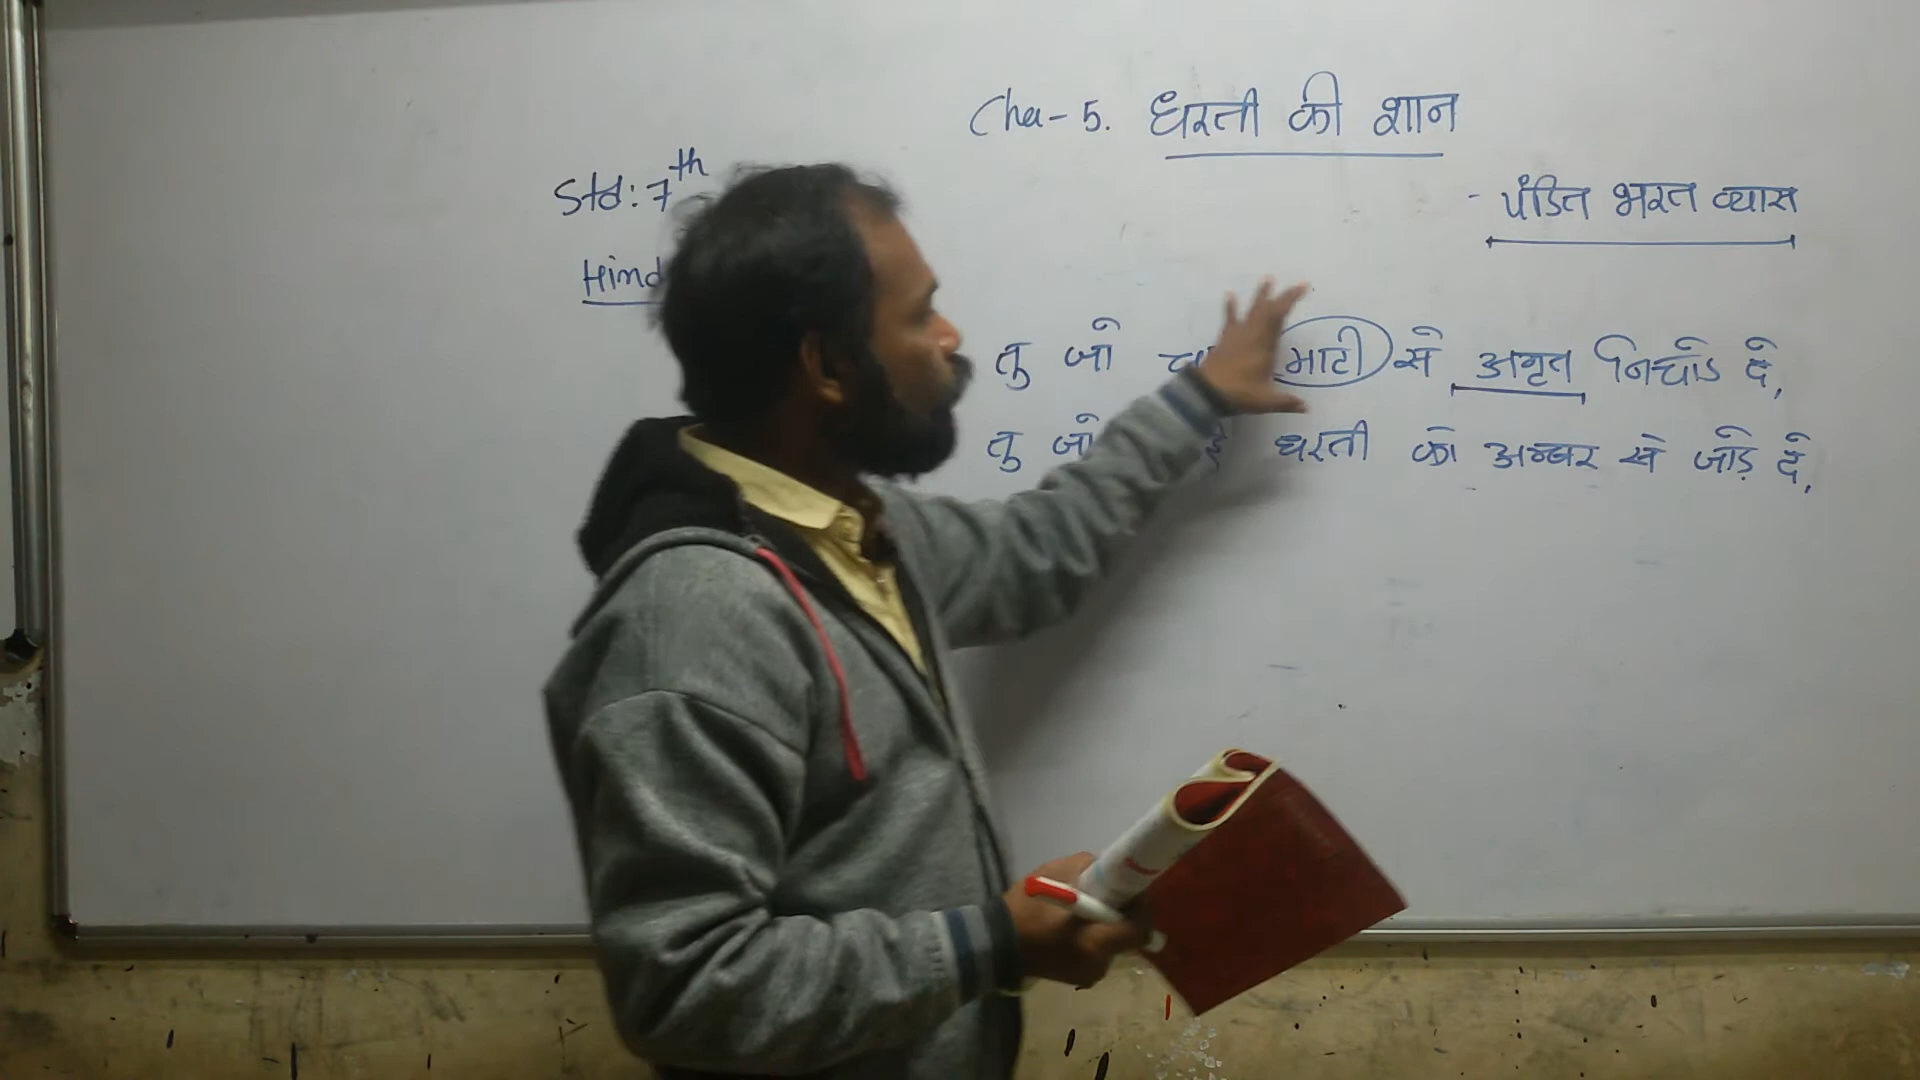 Cha-5. धरती की शान
Std: 7th
- पंडित भरत व्यास
Hind
तु जो माटी से अमृत निचोड दे,
तु जो धरती को अम्बर से जोड़ दे,